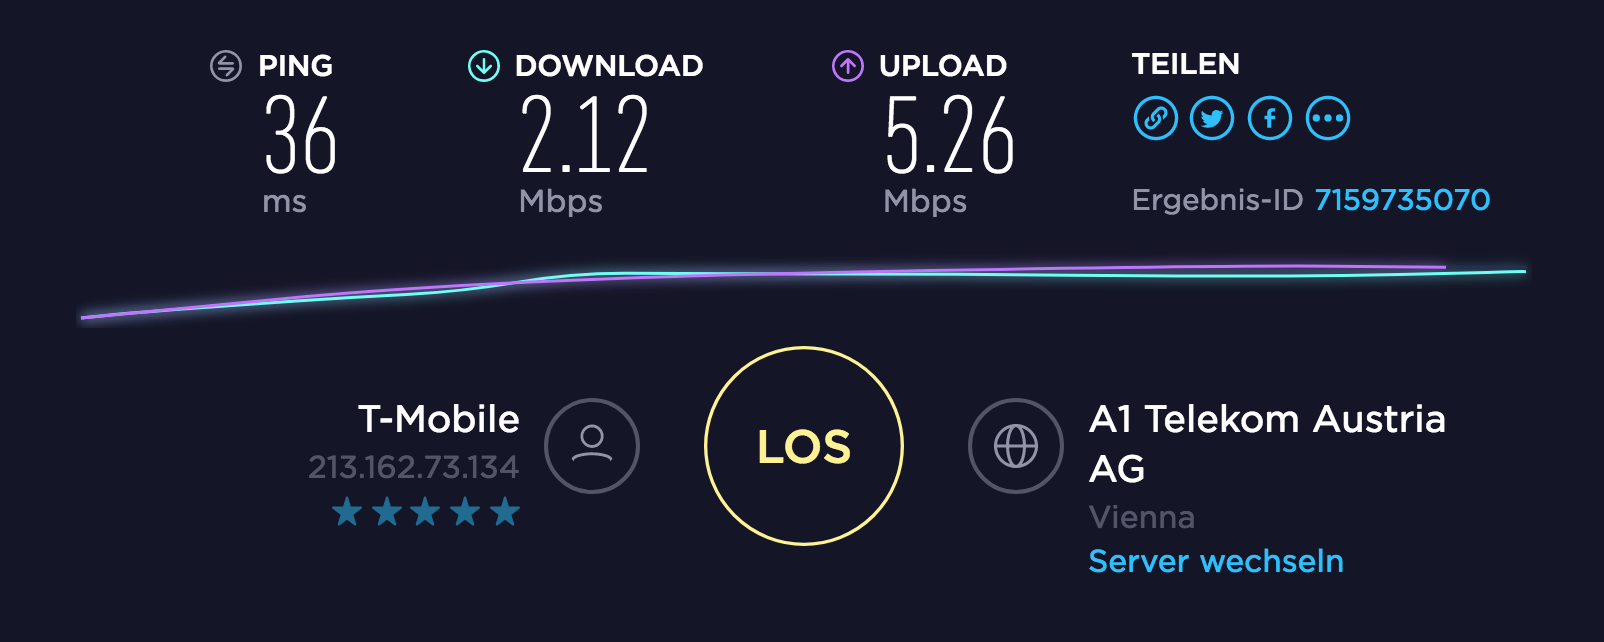 PING
36
ms
DOWNLOAD
2.12
Mbps
UPLOAD
5.26
Mbps
TEILEN
Ergebnis-ID 7159735070
T-Mobile
213.162.73.134
LOS
A1 Telekom Austria
AG
Vienna
Server wechseln